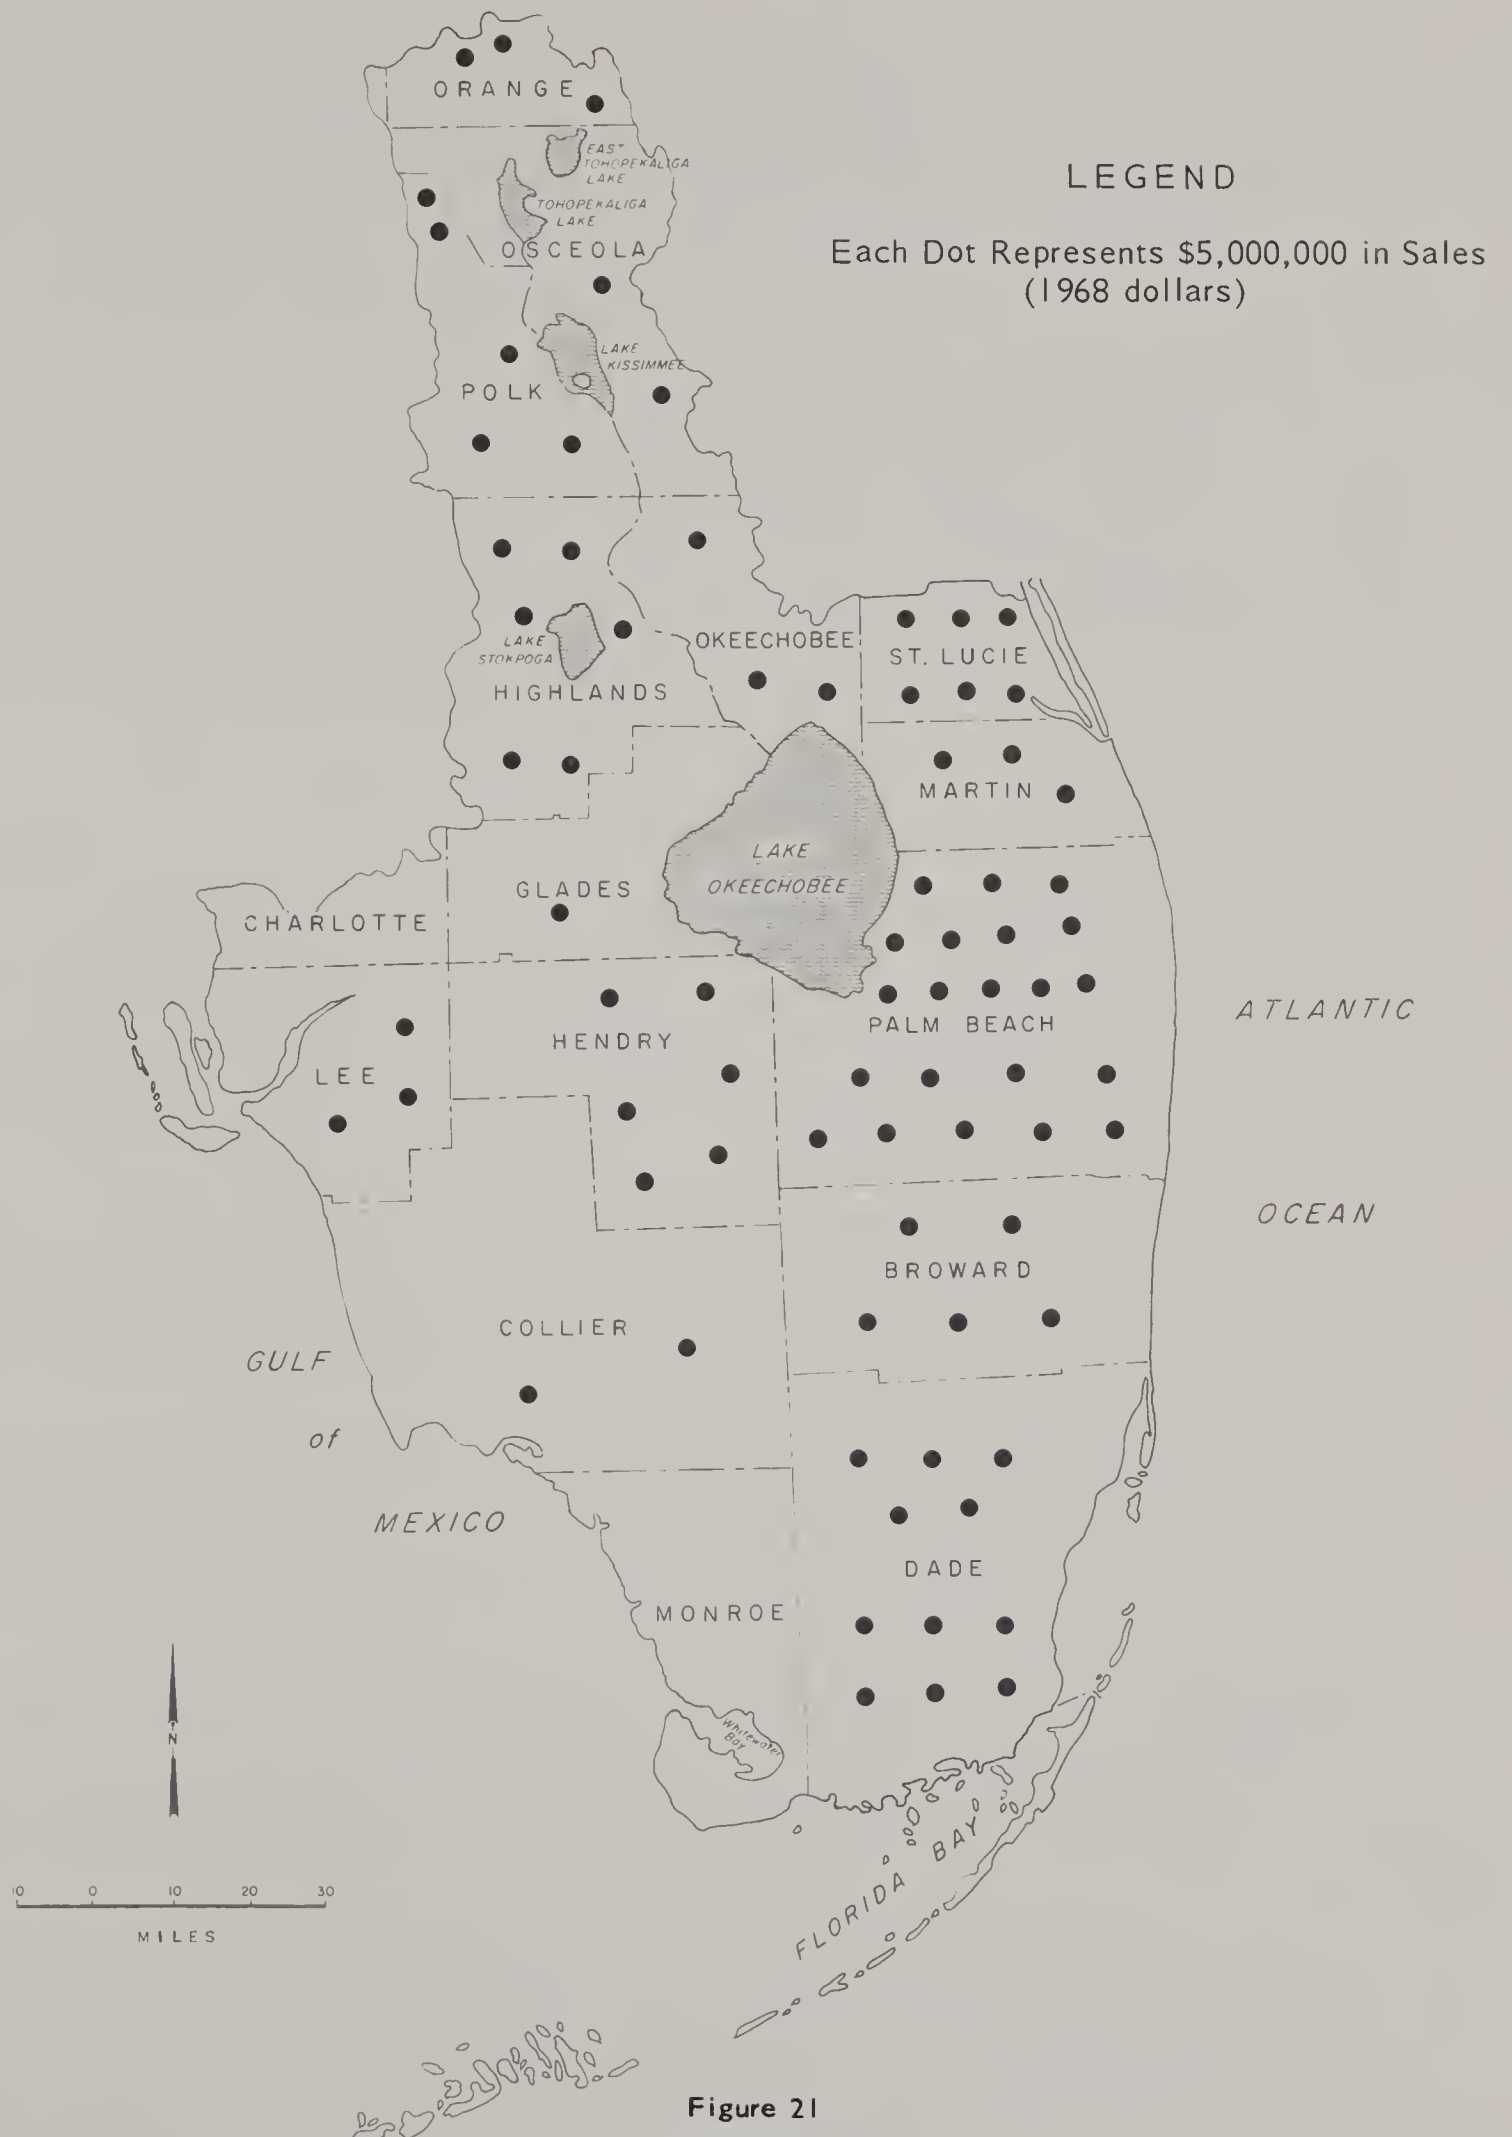 ORANGE
EAST
TOHOPEKALIGA
LAKE
TOHOPEKALIGA
LAKE
OSCEOLA
LEGEND
Each Dot Represents $5,000,000 in Sales
(1968 dollars)
LAKE
KISSIMMEE
POLK
LAKE
STOKPOGA
HIGHLANDS
OKEECHOBEE
ST. LUCIE
MARTIN
LAKE
OKEECHOBEE
GLADES
CHARLOTTE
HENDRY
LEE
PALM BEACH
ATLANTIC
OCEAN
BROWARD
COLLIER
GULF
of
MEXICO
DADE
MONROE
Whitewater
Bay
N
FLORIDA BAY
10 0 10 20 30
MILES
Figure 21